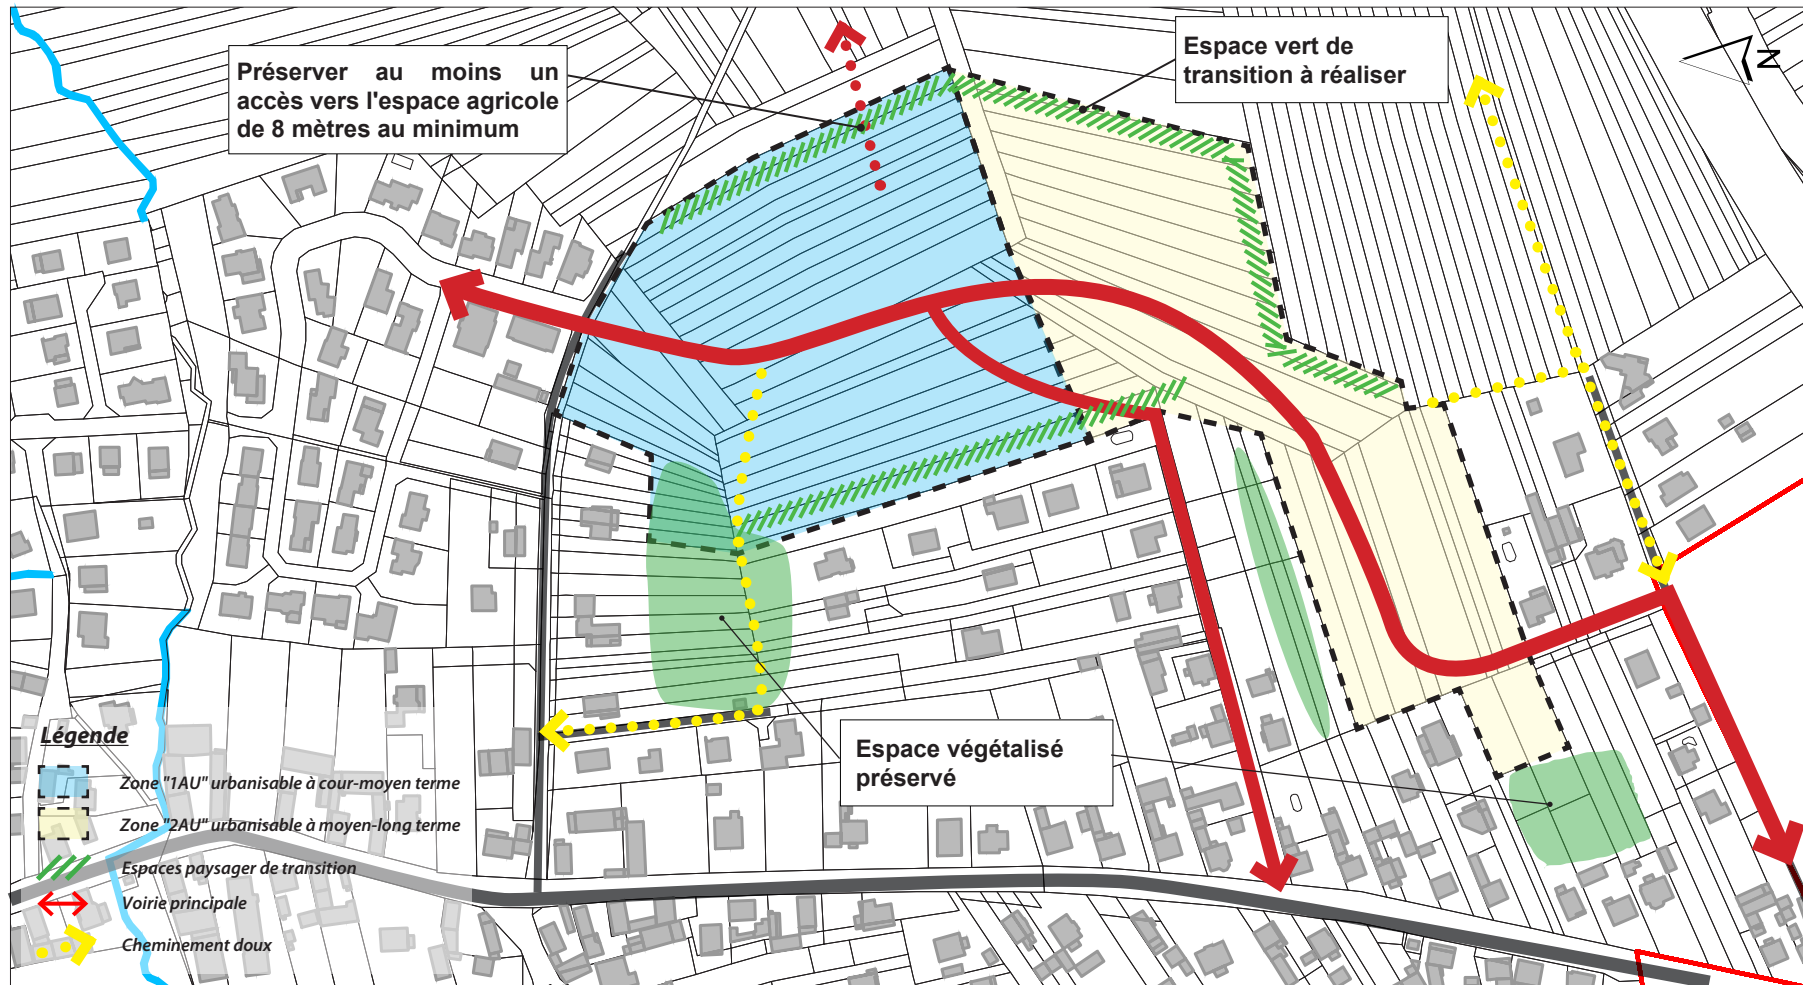 Préserver au moins un
accès vers l'espace agricole
de 8 mètres au minimum
Espace vert de
transition à réaliser
N
Espace végétalisé
préservé
Légende
Zone "1AU" urbanisable à cour-moyen terme
Zone "2AU" urbanisable à moyen-long terme
Espaces paysager de transition
Voirie principale
Cheminement doux